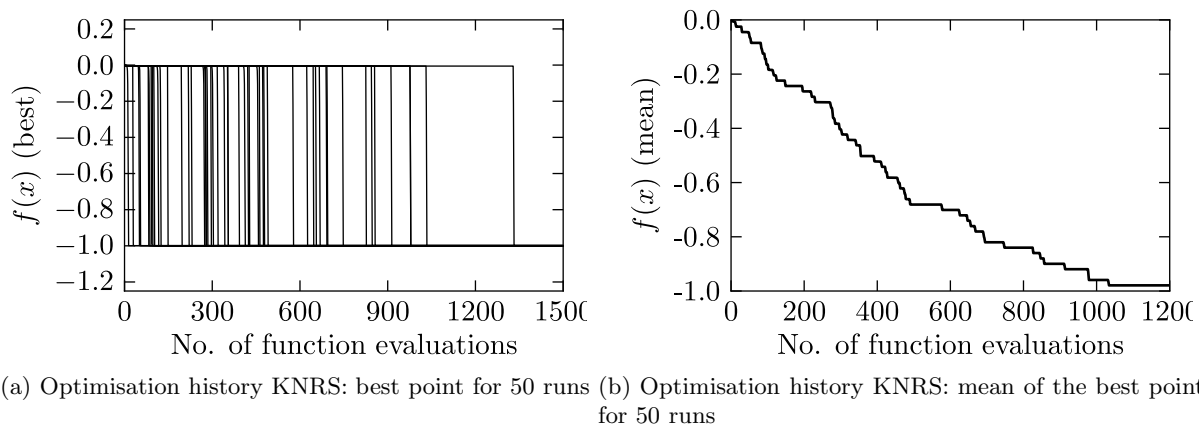 0.2
0.0
−0.2
−0.4
−0.6
−0.8
−1.0
−1.2
f(x) (best)
0 300 600 900 1200 1500
No. of function evaluations
(a) Optimisation history KNRS: best point for 50 runs
0.0
-0.2
-0.4
-0.6
-0.8
-1.0
f(x) (mean)
0 200 400 600 800 1000 1200
No. of function evaluations
(b) Optimisation history KNRS: mean of the best point
for 50 runs